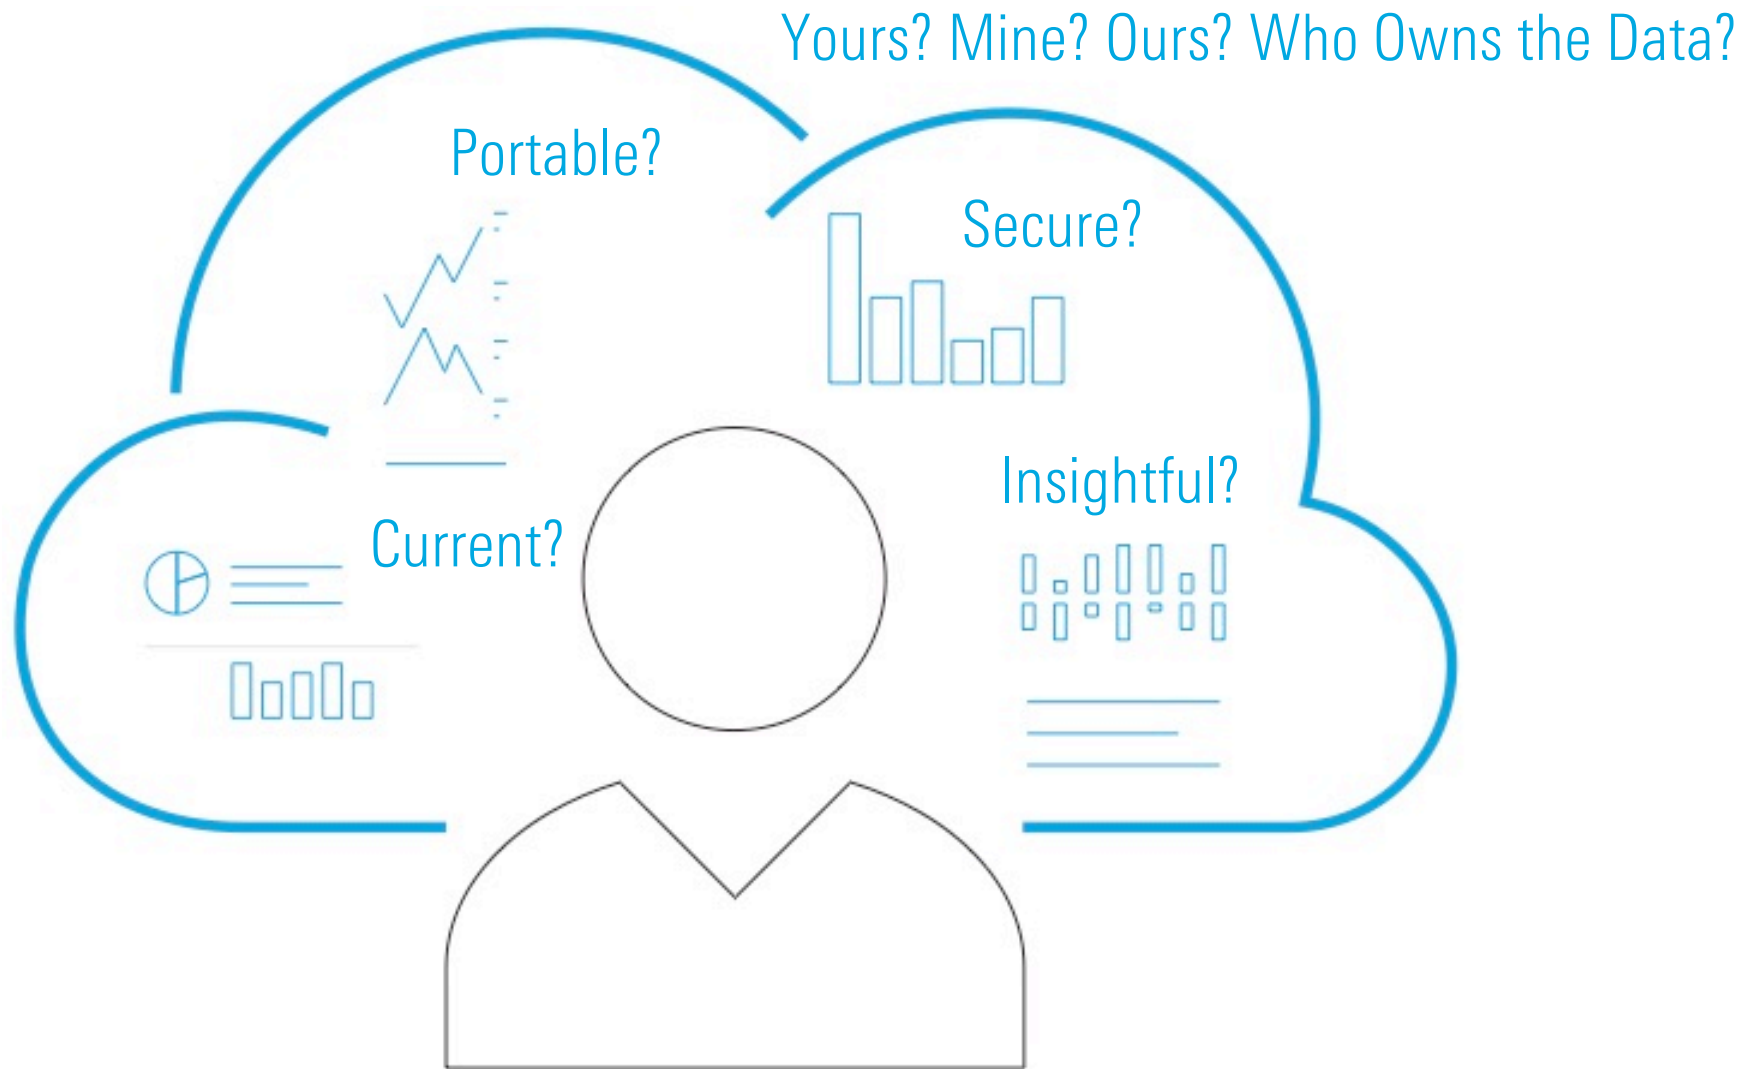 Yours? Mine? Ours? Who Owns the Data?
Portable?
Secure?
Insightful?
Current?